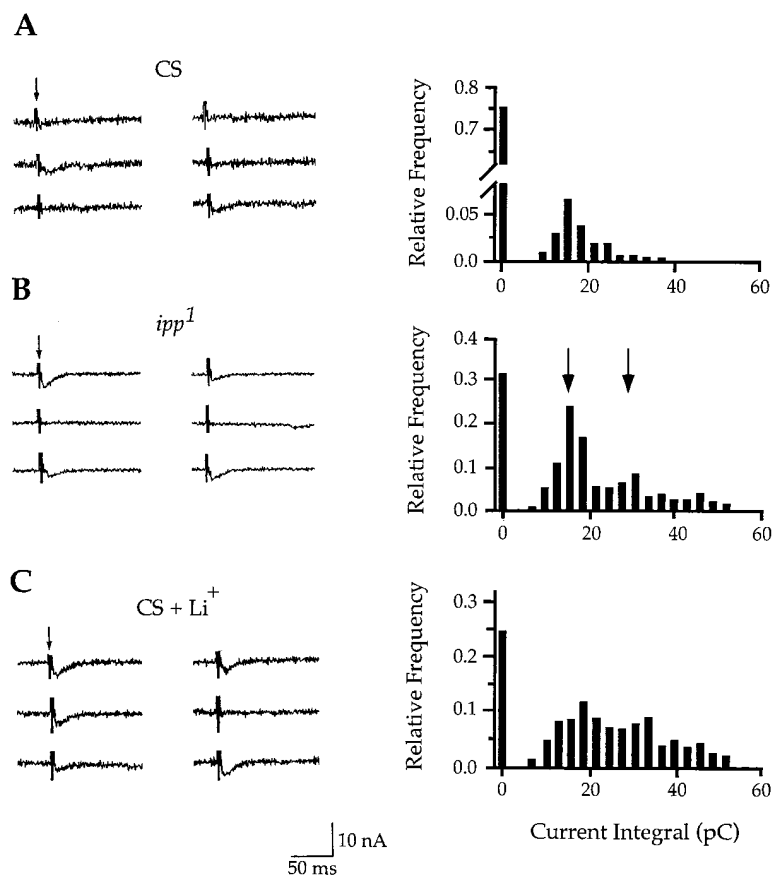 A
CS
Relative Frequency
0.8
0.7
0.05
0.0
0
20
40
60
B
ipp¹
Relative Frequency
0.4
0.3
0.2
0.1
0.0
0
20
40
60
C
CS + Li⁺
Relative Frequency
0.3
0.2
0.1
0.0
0
20
40
60
Current Integral (pC)
10 nA
50 ms